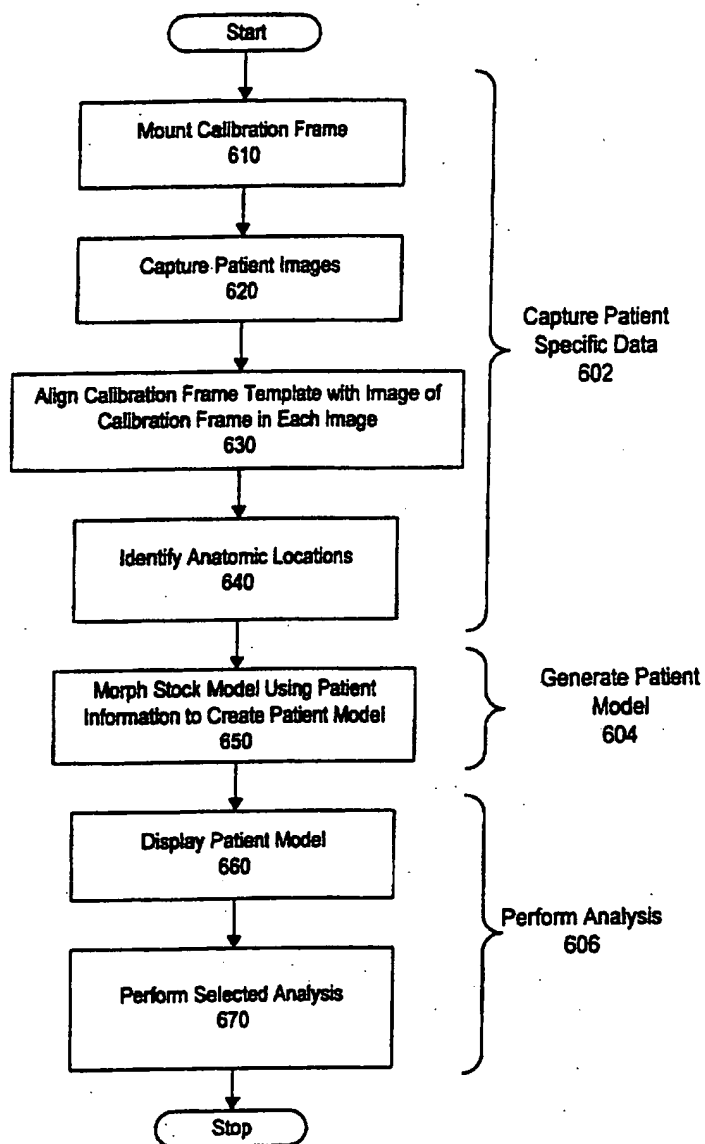 Start
Mount Calibration Frame
610
Capture Patient Images
620
Align Calibration Frame Template with Image of
Calibration Frame in Each Image
630
Identify Anatomic Locations
640
Capture Patient
Specific Data
602
Morph Stock Model Using Patient
Information to Create Patient Model
650
Generate Patient
Model
604
Display Patient Model
660
Perform Selected Analysis
670
Perform Analysis
606
Stop